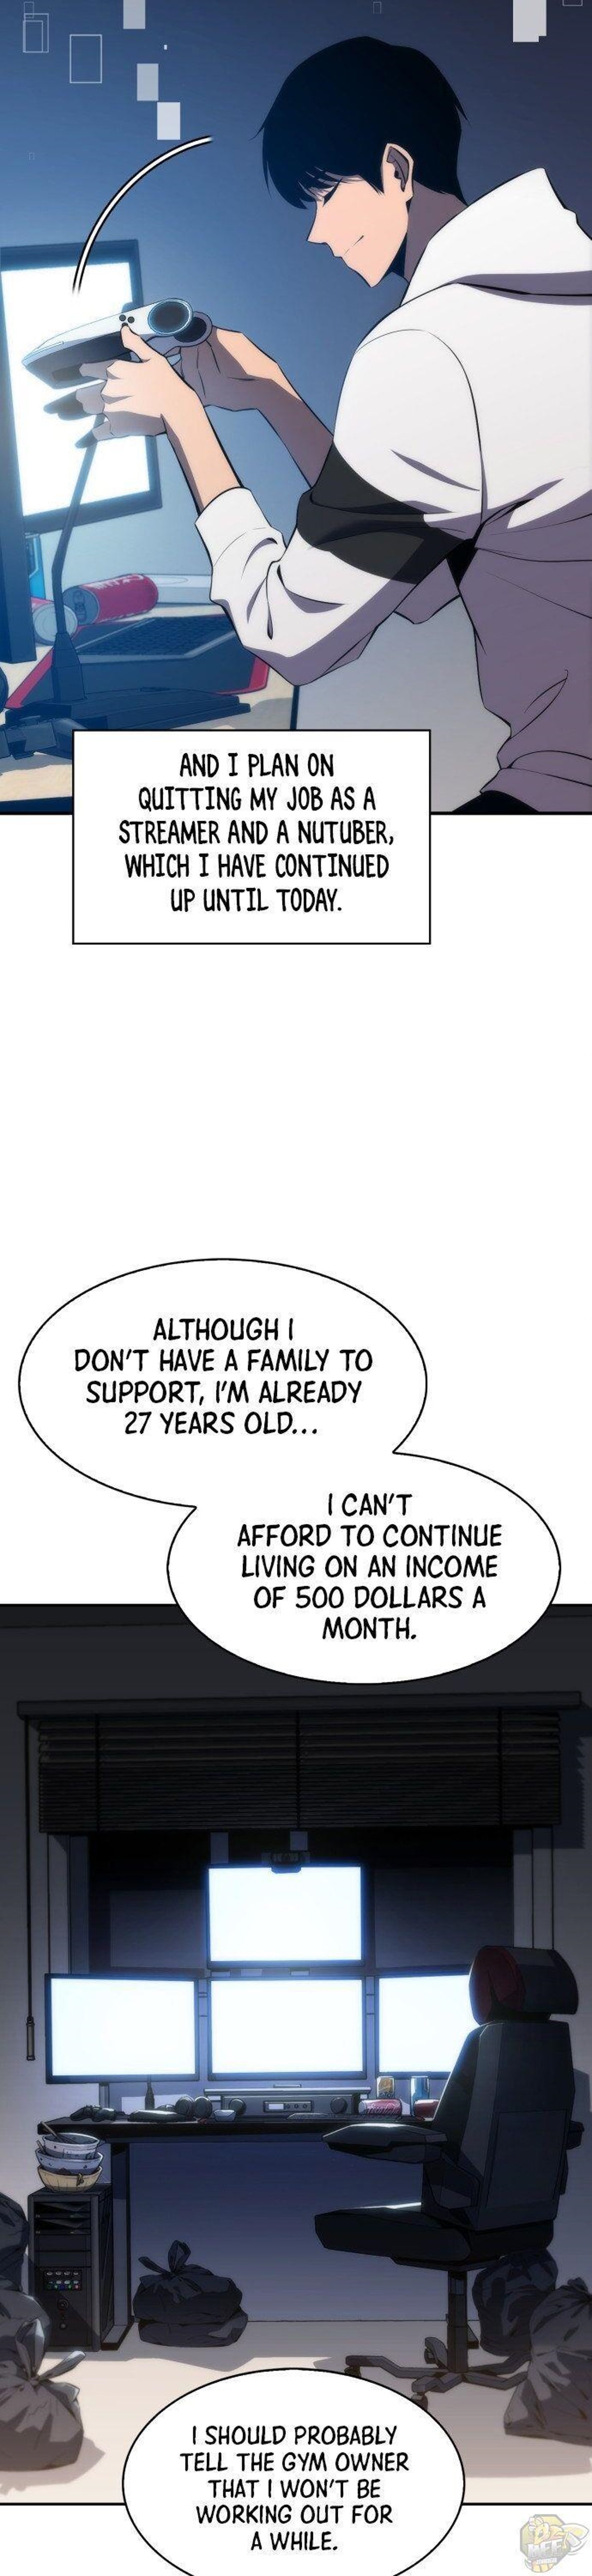 AND I PLAN ON
QUITTING MY JOB AS A
STREAMER AND A NUTUBER,
WHICH I HAVE CONTINUED
UP UNTIL TODAY.
ALTHOUGH I
DON'T HAVE A FAMILY TO
SUPPORT, I'M ALREADY
27 YEARS OLD...
I CAN'T
AFFORD TO CONTINUE
LIVING ON AN INCOME
OF 500 DOLLARS A
MONTH.
I SHOULD PROBABLY
TELL THE GYM OWNER
THAT I WON'T BE
WORKING OUT FOR
A WHILE.